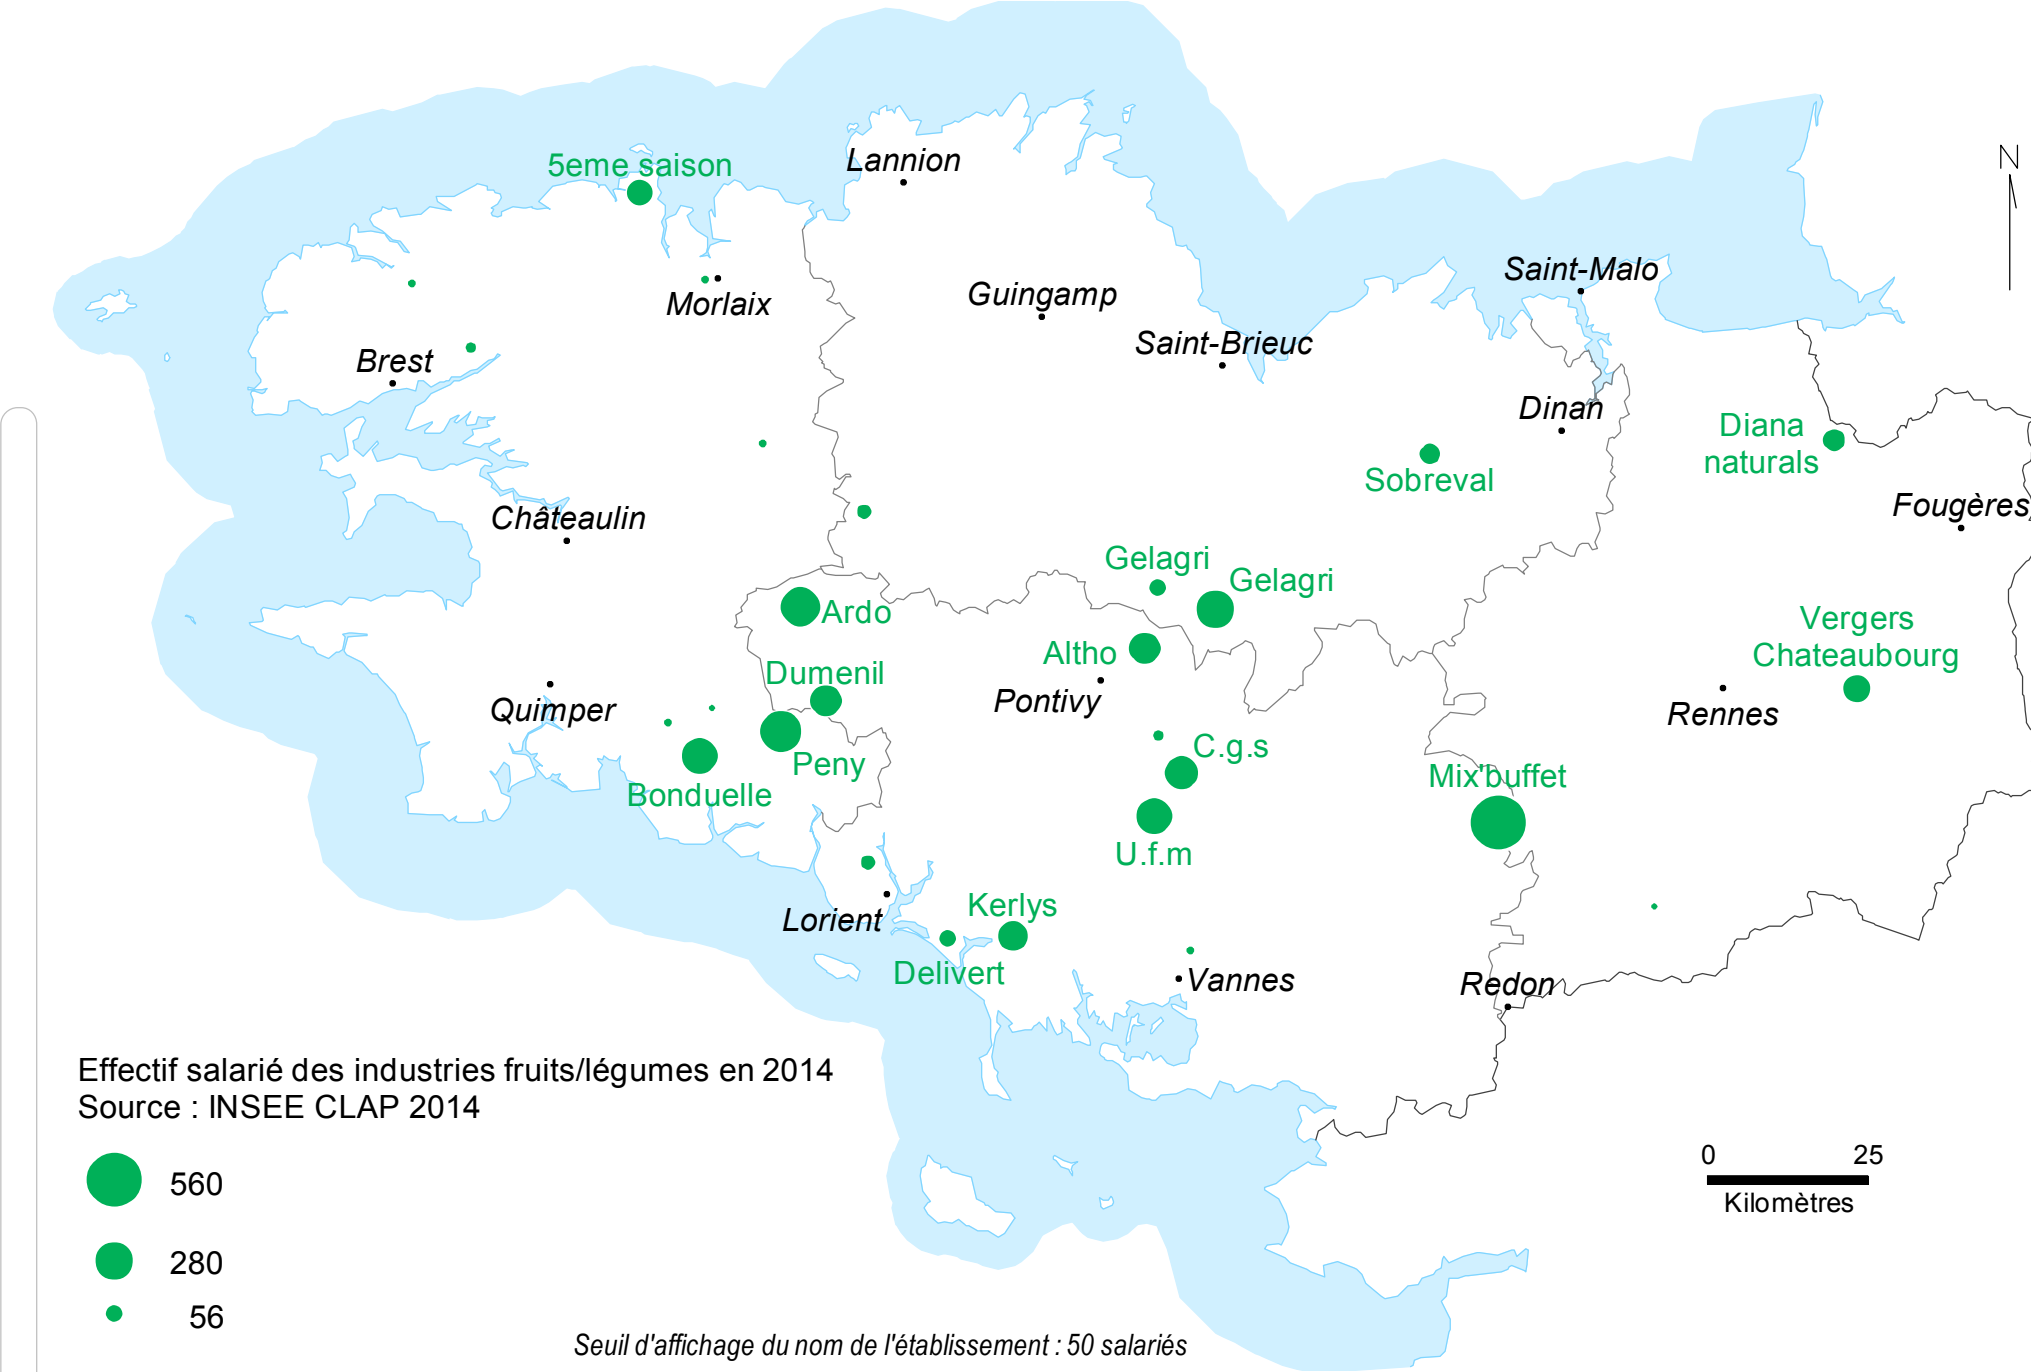 Lannion
5eme saison
N
Saint-Malo
Guingamp
Morlaix
Saint-Brieuc
Brest
Dinan
Diana
naturals
Sobreval
Fougères
Châteaulin
Gelagri
Gelagri
Ardo
Vergers
Chateaubourg
Altho
Dumenil
Pontivy
Quimper
Rennes
C.g.s
Peny
Mix'buffet
Bonduelle
U.f.m
Kerlys
Lorient
Delivert
Vannes
Redon
Effectif salarié des industries fruits/légumes en 2014
Source : INSEE CLAP 2014
0 25
Kilomètres
560
280
56
Seuil d'affichage du nom de l'établissement : 50 salariés